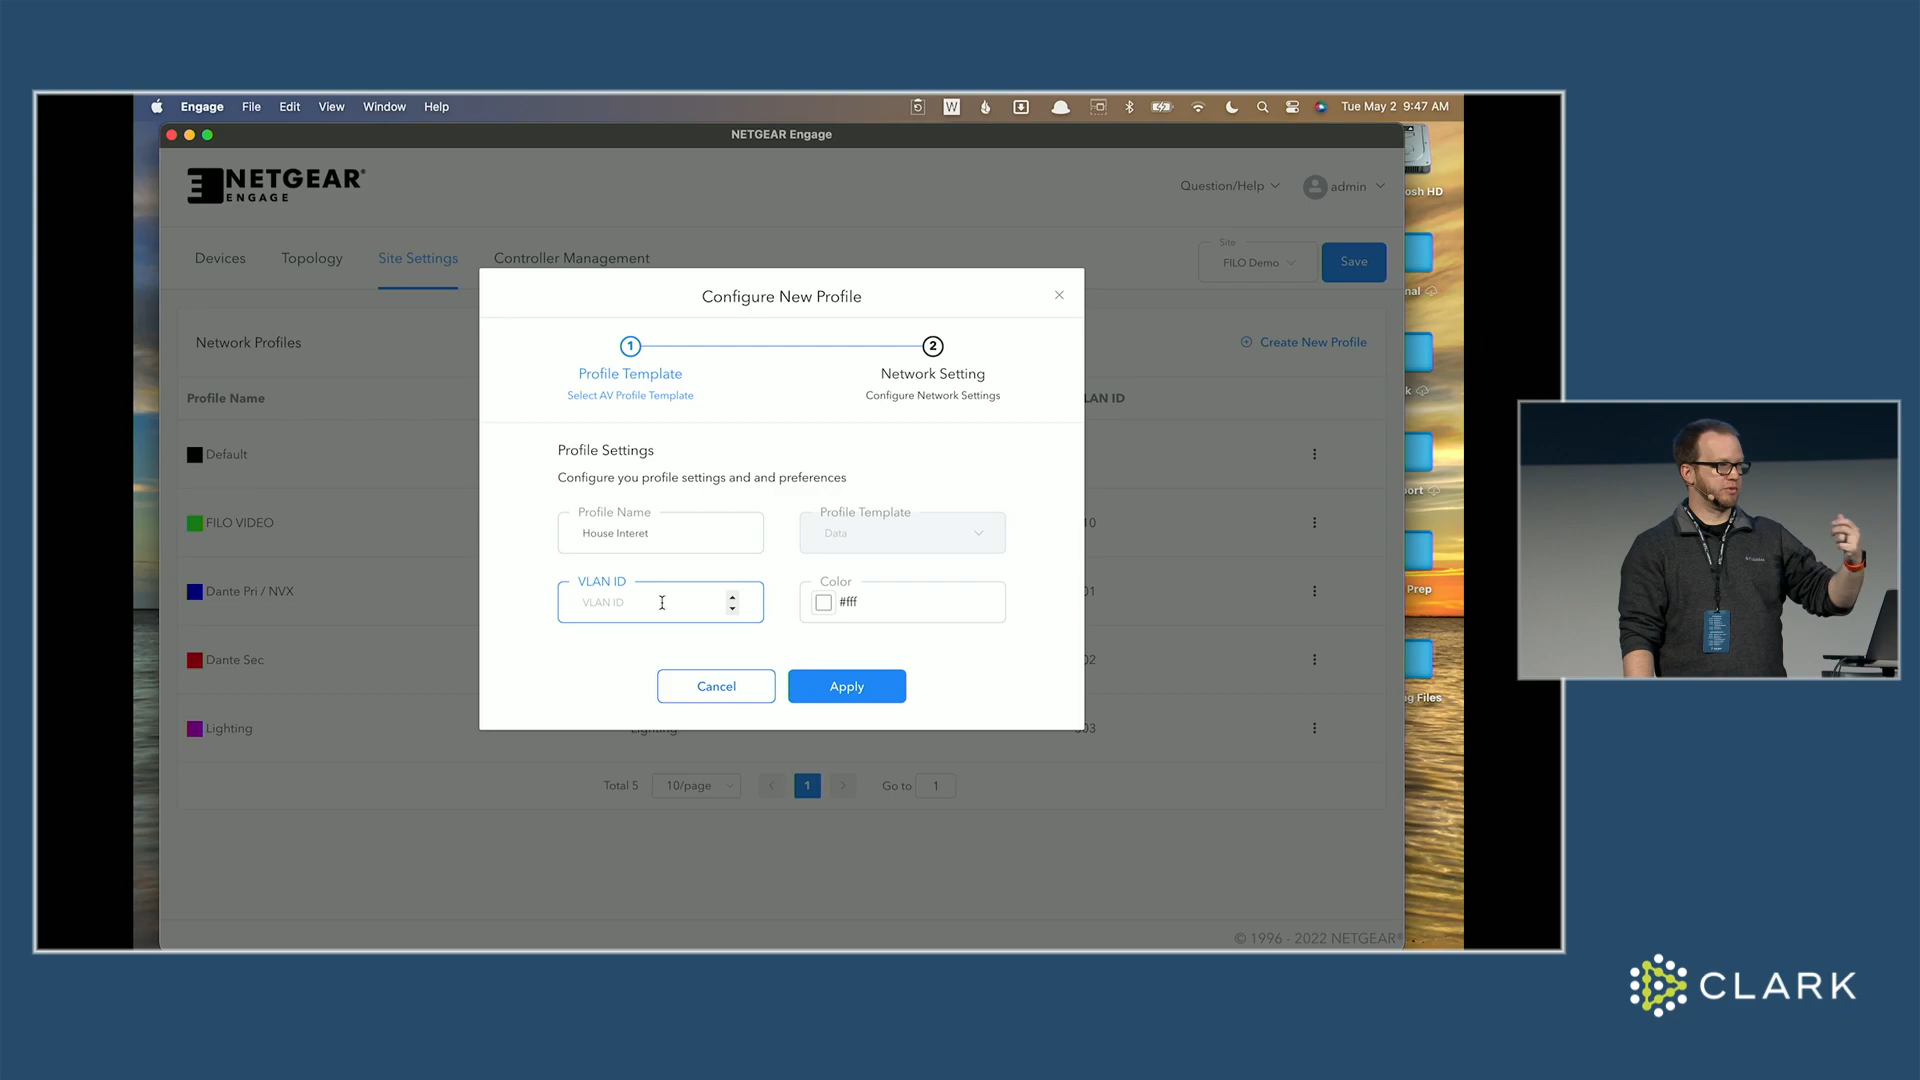 Engage File Edit View Window Help
W
Tue May 2 9:47 AM
NETGEAR Engage
NETGEAR®
ENGAGE
Question/Help
admin
osh HD
Devices Topology Site Settings Controller Management
Site
FILO Demo
Save
Configure New Profile
1
2
Profile Template
Network Setting
Select AV Profile Template
Configure Network Settings
Network Profiles
Create New Profile
Profile Name
LAN ID
Profile Settings
Configure you profile settings and and preferences
Default
FILO VIDEO
Dante Pri / NVX
Dante Sec
Lighting
Lighting
Profile Name
House Interet
Profile Template
Data
VLAN ID
VLAN ID
Color
#fff
Cancel
Apply
Total 5
10/page
1
Go to
1
Prep
Files
© 1996 - 2022 NETGEAR®
CLARK